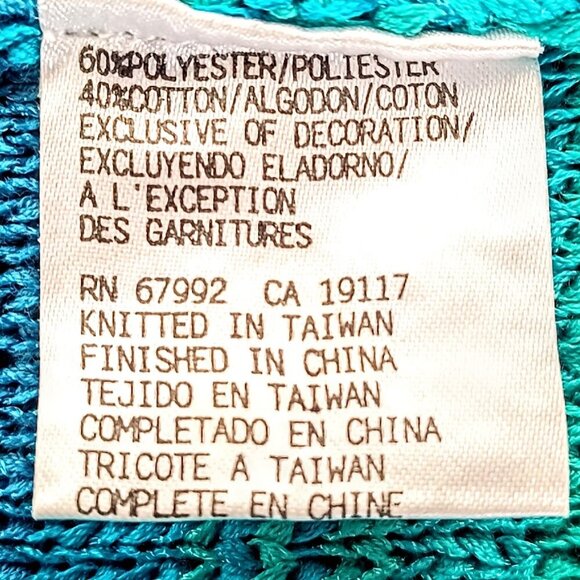 60%POLYESTER/POLIESTER
40%COTTON/ALGODON/COTON
EXCLUSIVE OF DECORATION/
EXCLUYENDO ELADORNO/
A L'EXCEPTION
DES GARNITURES
RN 67992 CA 19117
KNITTED IN TAIWAN
FINISHED IN CHINA
TEJIDO EN TAIWAN
COMPLETADO EN CHINA
TRICOTE A TAIWAN
COMPLETE EN CHINE